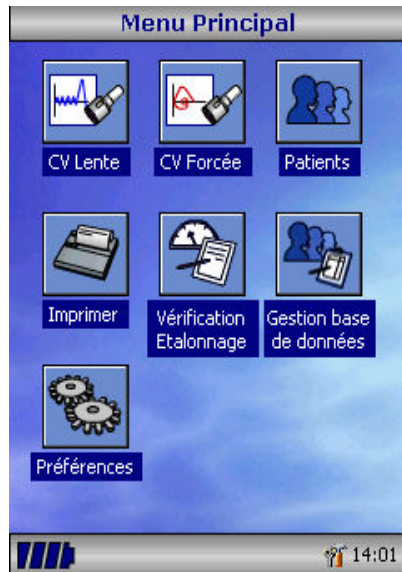 Menu Principal
CV Lente
CV Forcée
Patients
Imprimer
Vérification
Etalonnage
Gestion base
de données
Préférences
14:01